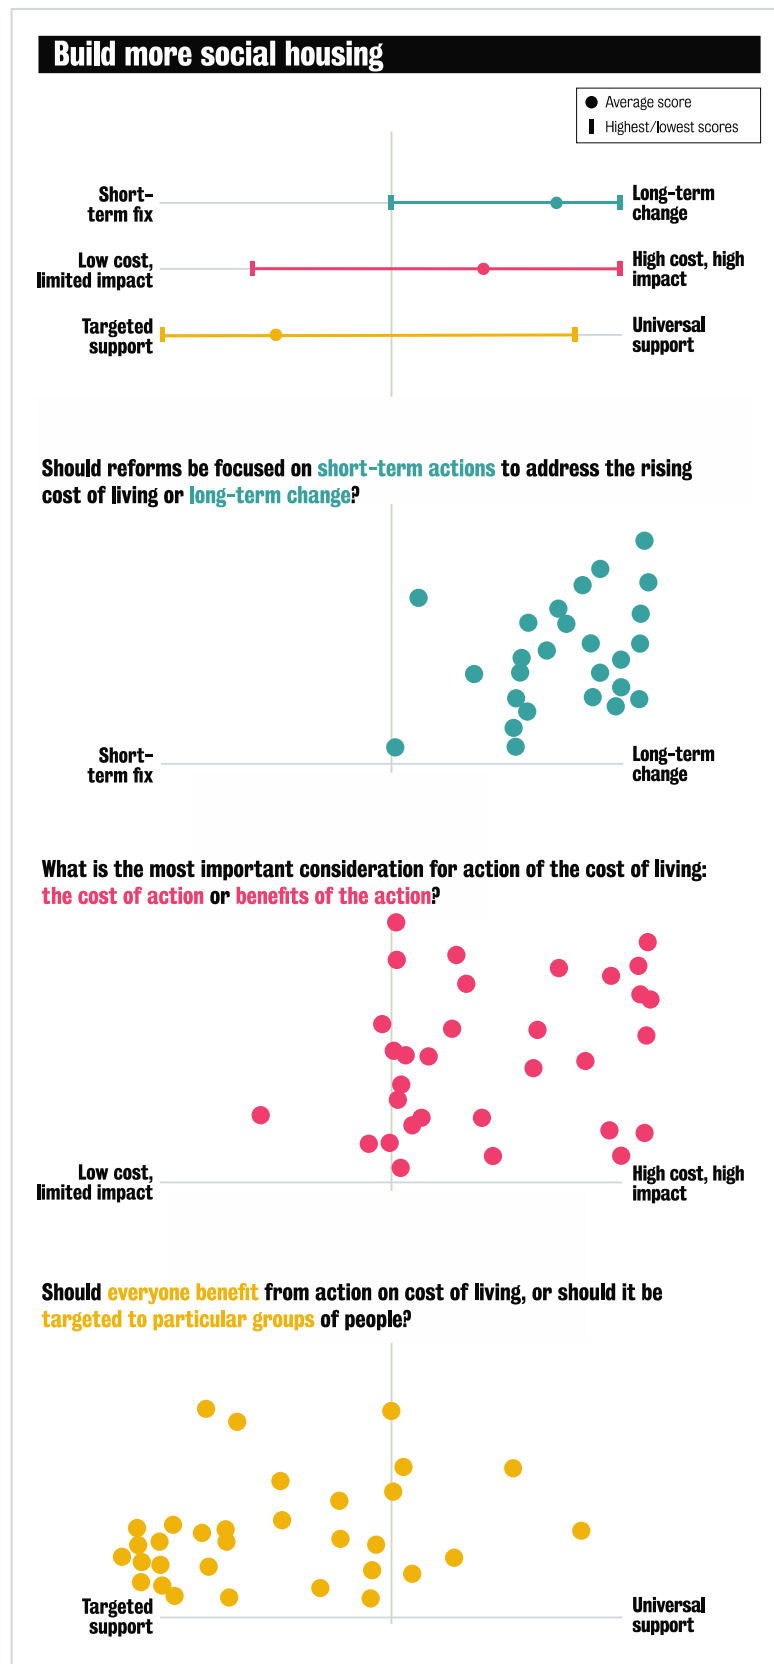 Build more social housing
Average score
Highest/lowest scores
Short-
term fix
Long-term
change
Low cost,
limited impact
High cost, high
impact
Targeted
support
Universal
support
Should reforms be focused on short-term actions to address the rising
cost of living or long-term change?
Short-
term fix
Long-term
change
What is the most important consideration for action of the cost of living:
the cost of action or benefits of the action?
Low cost,
limited impact
High cost, high
impact
Should everyone benefit from action on cost of living, or should it be
targeted to particular groups of people?
Targeted
support
Universal
support